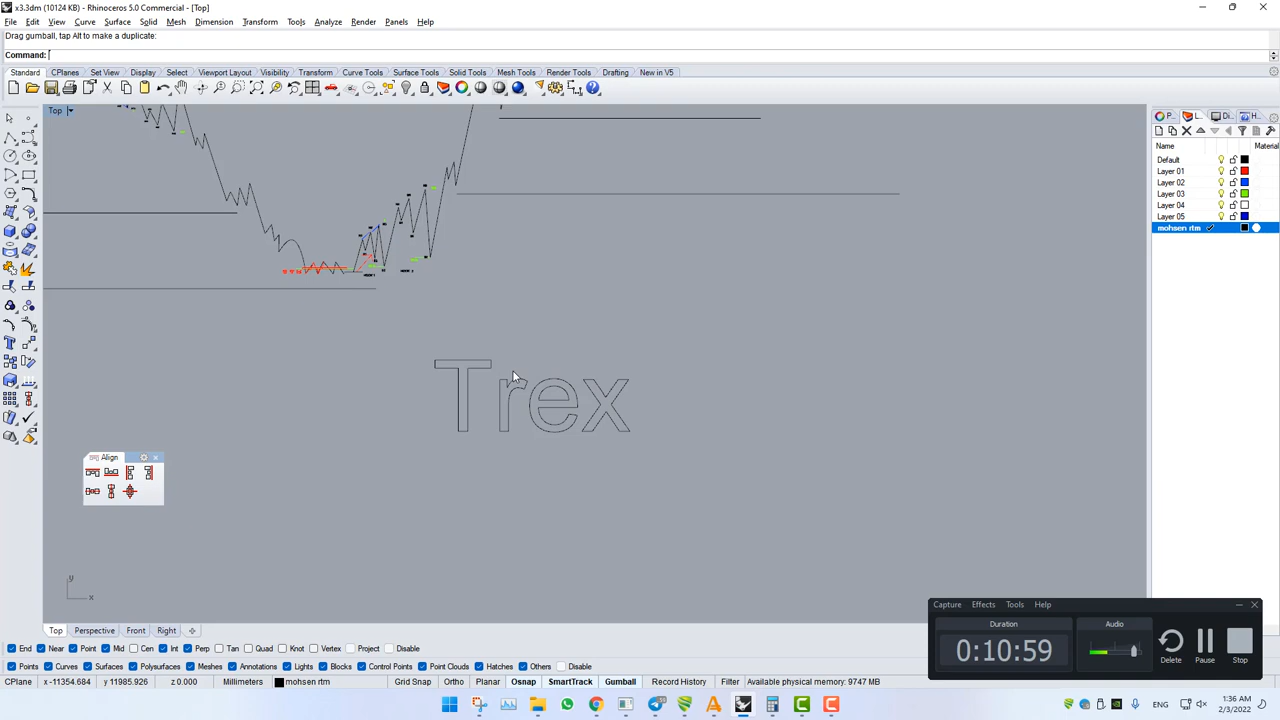 x3.3dm (10124 KB) - Rhinoceros 5.0 Commercial - [Top]
File Edit View Curve Surface Solid Mesh Dimension Transform Tools Analyze Render Panels Help
Drag gumball, tap Alt to make a duplicate:
Command:
Standard CPlanes Set View Display Select Viewport Layout Visibility Transform Curve Tools Surface Tools Solid Tools Mesh Tools Render Tools Drafting New in V5
Top
P... L... Di... H...
Name Material
Default
Layer 01
Layer 02
Layer 03
Layer 04
Layer 05
mohsen rtm
Trex
Align
y
x
Capture Effects Tools Help
Duration Audio
0:10:59
Delete Pause Stop
Top Perspective Front Right
End Near Point Mid Cen Int Perp Tan Quad Knot Vertex Project Disable
Points Curves Surfaces Polysurfaces Meshes Annotations Lights Blocks Control Points Point Clouds Hatches Others Disable
CPlane x -11354.684 y 11985.926 z 0.000 Millimeters mohsen rtm Grid Snap Ortho Planar Osnap SmartTrack Gumball Record History Filter Available physical memory: 9747 MB
ENG
1:36 AM
2/3/2022